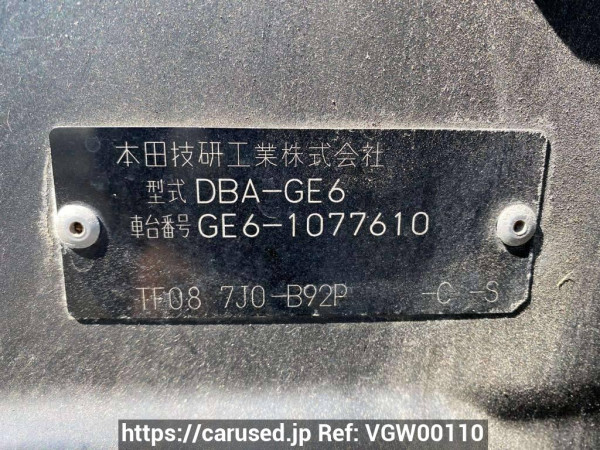 本田技研工業株式会社
型式 DBA-GE6
車台番号 GE6-1077610
TF08 7J0-B92P -C -S
https://carused.jp Ref: VGW00110